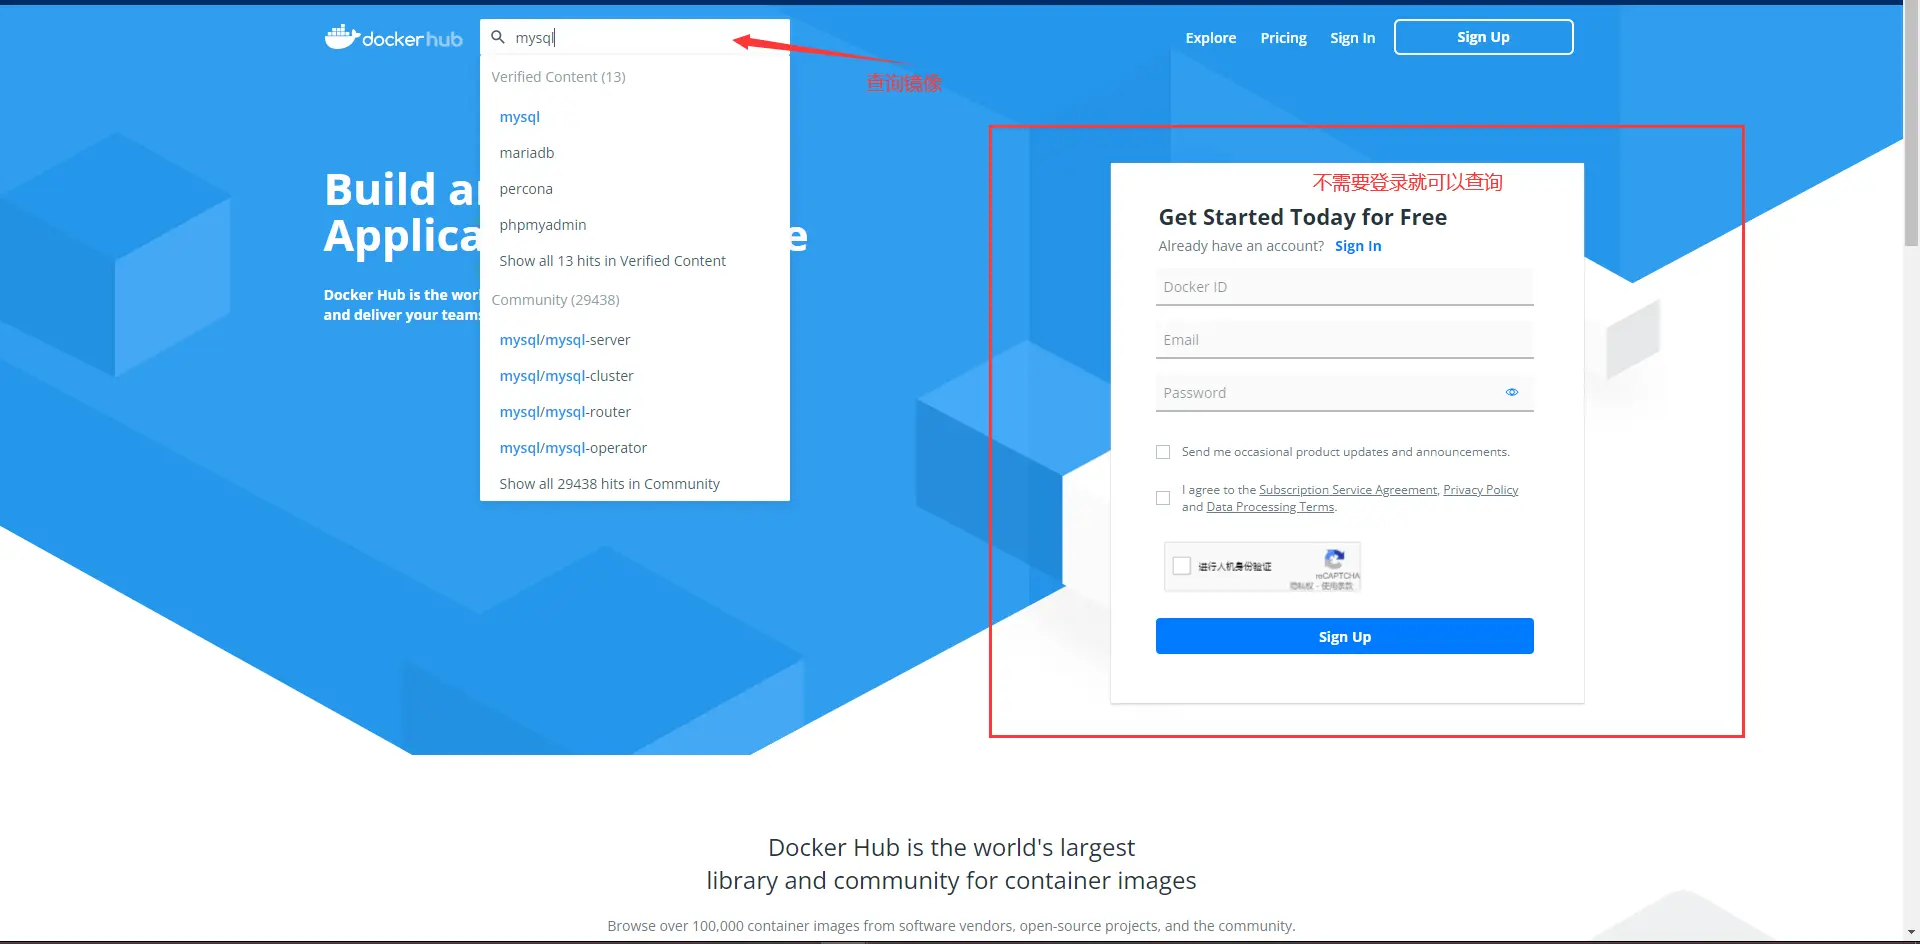 docker hub
mysql
Explore
Pricing
Sign In
Sign Up
查询镜像
Verified Content (13)
mysql
mariadb
percona
phpmyadmin
Show all 13 hits in Verified Content
Community (29438)
mysql/mysql-server
mysql/mysql-cluster
mysql/mysql-router
mysql/mysql-operator
Show all 29438 hits in Community
Build a
Applica e
Docker Hub is the worl
and deliver your teams
不需要登录就可以查询
Get Started Today for Free
Already have an account? Sign In
Docker ID
Email
Password
Send me occasional product updates and announcements.
I agree to the Subscription Service Agreement, Privacy Policy
and Data Processing Terms.
进行人机身份验证
reCAPTCHA
隐私权 - 使用条款
Sign Up
Docker Hub is the world's largest
library and community for container images
Browse over 100,000 container images from software vendors, open-source projects, and the community.